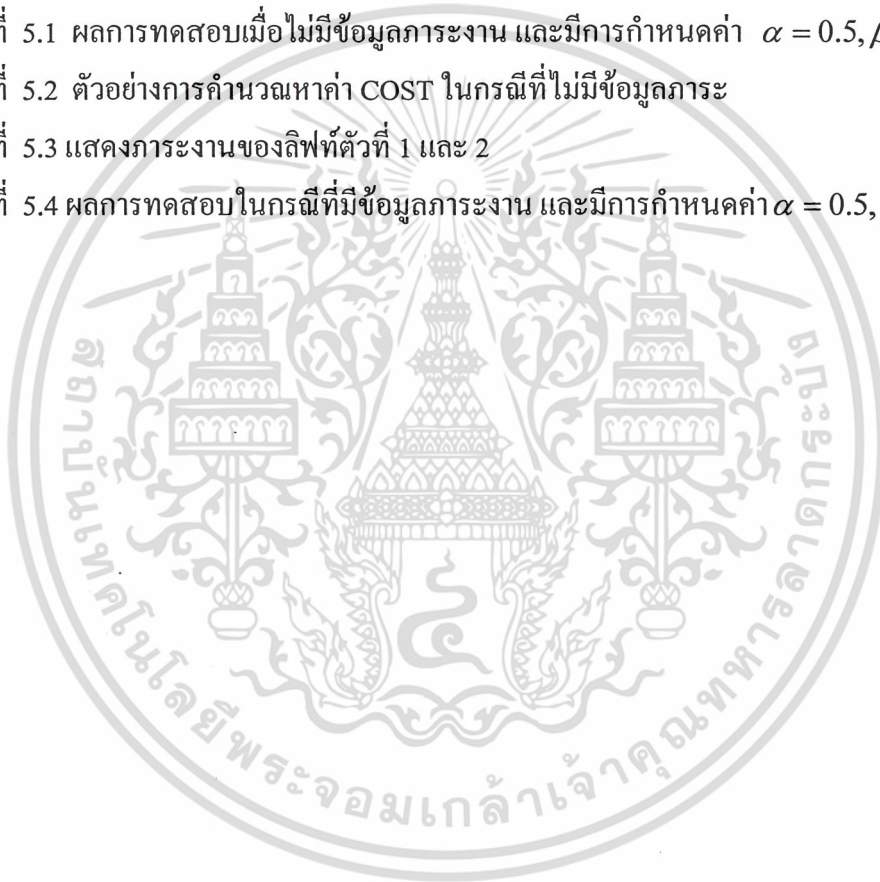 ที่ 5.1 ผลการทดสอบเมื่อไม่มีข้อมูลภาระงาน และมีการกำหนดค่า α = 0.5,
ที่ 5.2 ตัวอย่างการคำนวณหาค่า COST ในกรณีที่ไม่มีข้อมูลภาระ
ที่ 5.3 แสดงภาระงานของลิฟท์ตัวที่ 1 และ 2
ที่ 5.4 ผลการทดสอบในกรณีที่มีข้อมูลภาระงาน และมีการกำหนดค่า α = 0.5,
สถาบันเทคโนโลยีพระจอมเกล้าเจ้าคุณทหารลาดกระบัง